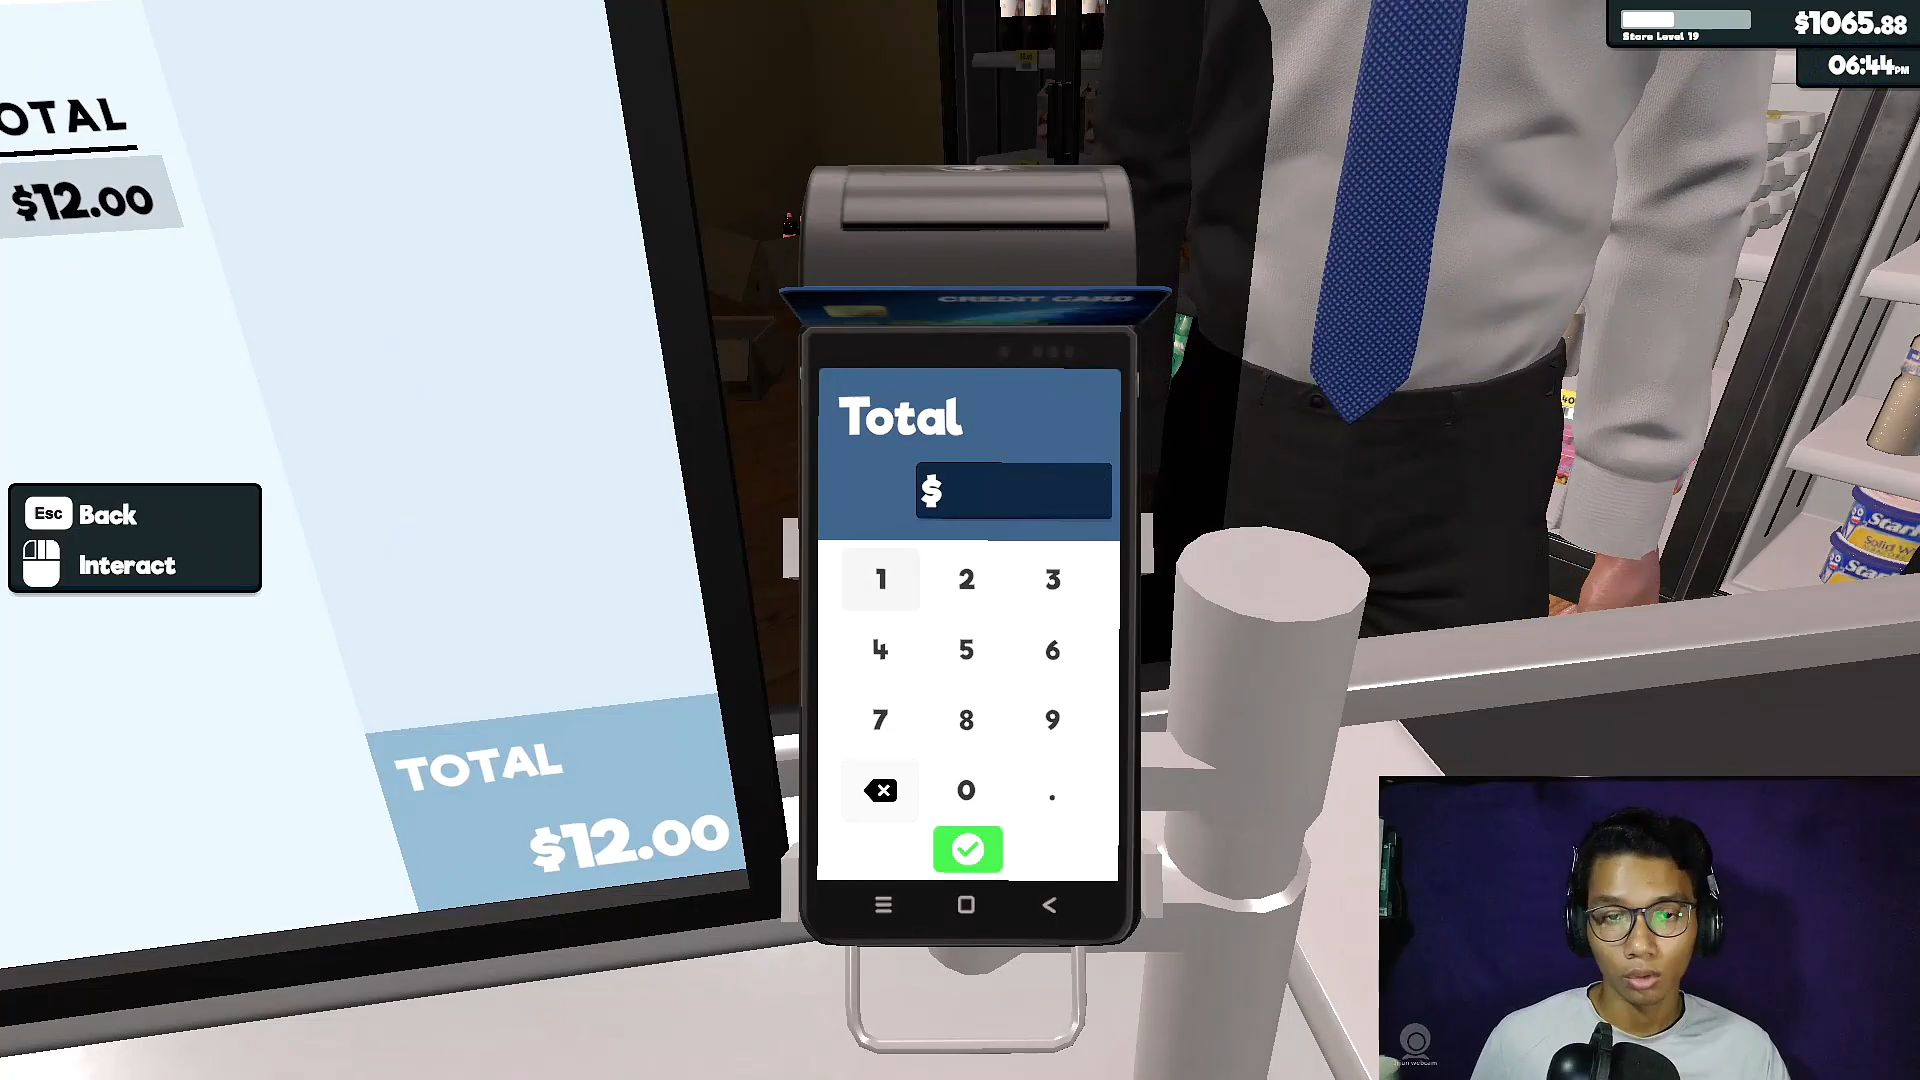 OTAL
$12.00
Esc Back
Interact
TOTAL
$12.00
CREDIT CARD
Total
$
1 2 3
4 5 6
7 8 9
0 .
Store Level 19
$1065.88
06:44PM
Solid W